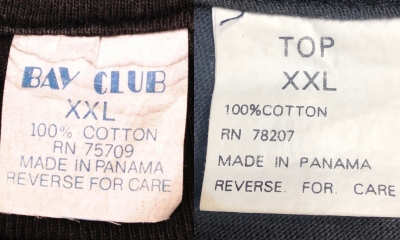 BAY CLUB
XXL
100% COTTON
RN 75709
MADE IN PANAMA
REVERSE FOR CARE
TOP
XXL
100%COTTON
RN 78207
MADE IN PANAMA
REVERSE. FOR. CARE